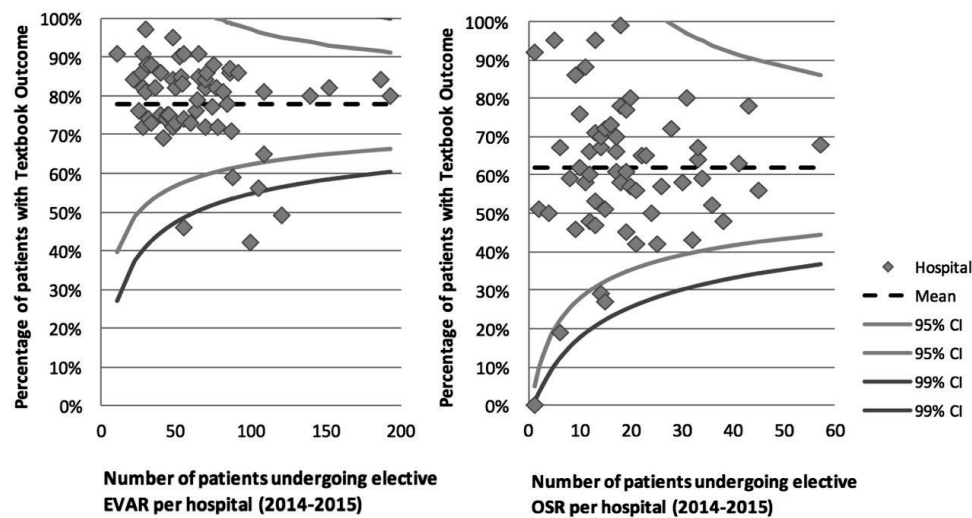 Percentage of patients with Textbook Outcome
100%
90%
80%
70%
60%
50%
40%
30%
20%
10%
0%
0 50 100 150 200
Number of patients undergoing elective
EVAR per hospital (2014-2015)
Percentage of patients with Textbook Outcome
100%
90%
80%
70%
60%
50%
40%
30%
20%
10%
0%
0 10 20 30 40 50 60
Number of patients undergoing elective
OSR per hospital (2014-2015)
Hospital
Mean
95% CI
95% CI
99% CI
99% CI